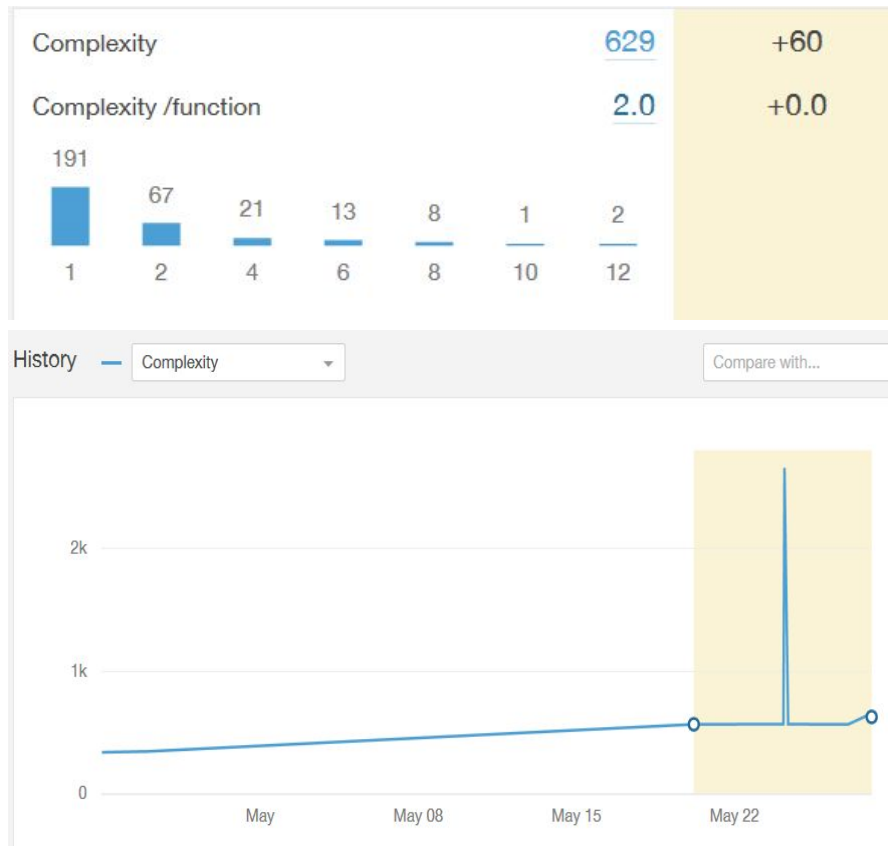 Complexity 629 +60
Complexity /function 2.0 +0.0
191 67 21 13 8 1 2
1 2 4 6 8 10 12
History Complexity Compare with...
2k
1k
0
May May 08 May 15 May 22